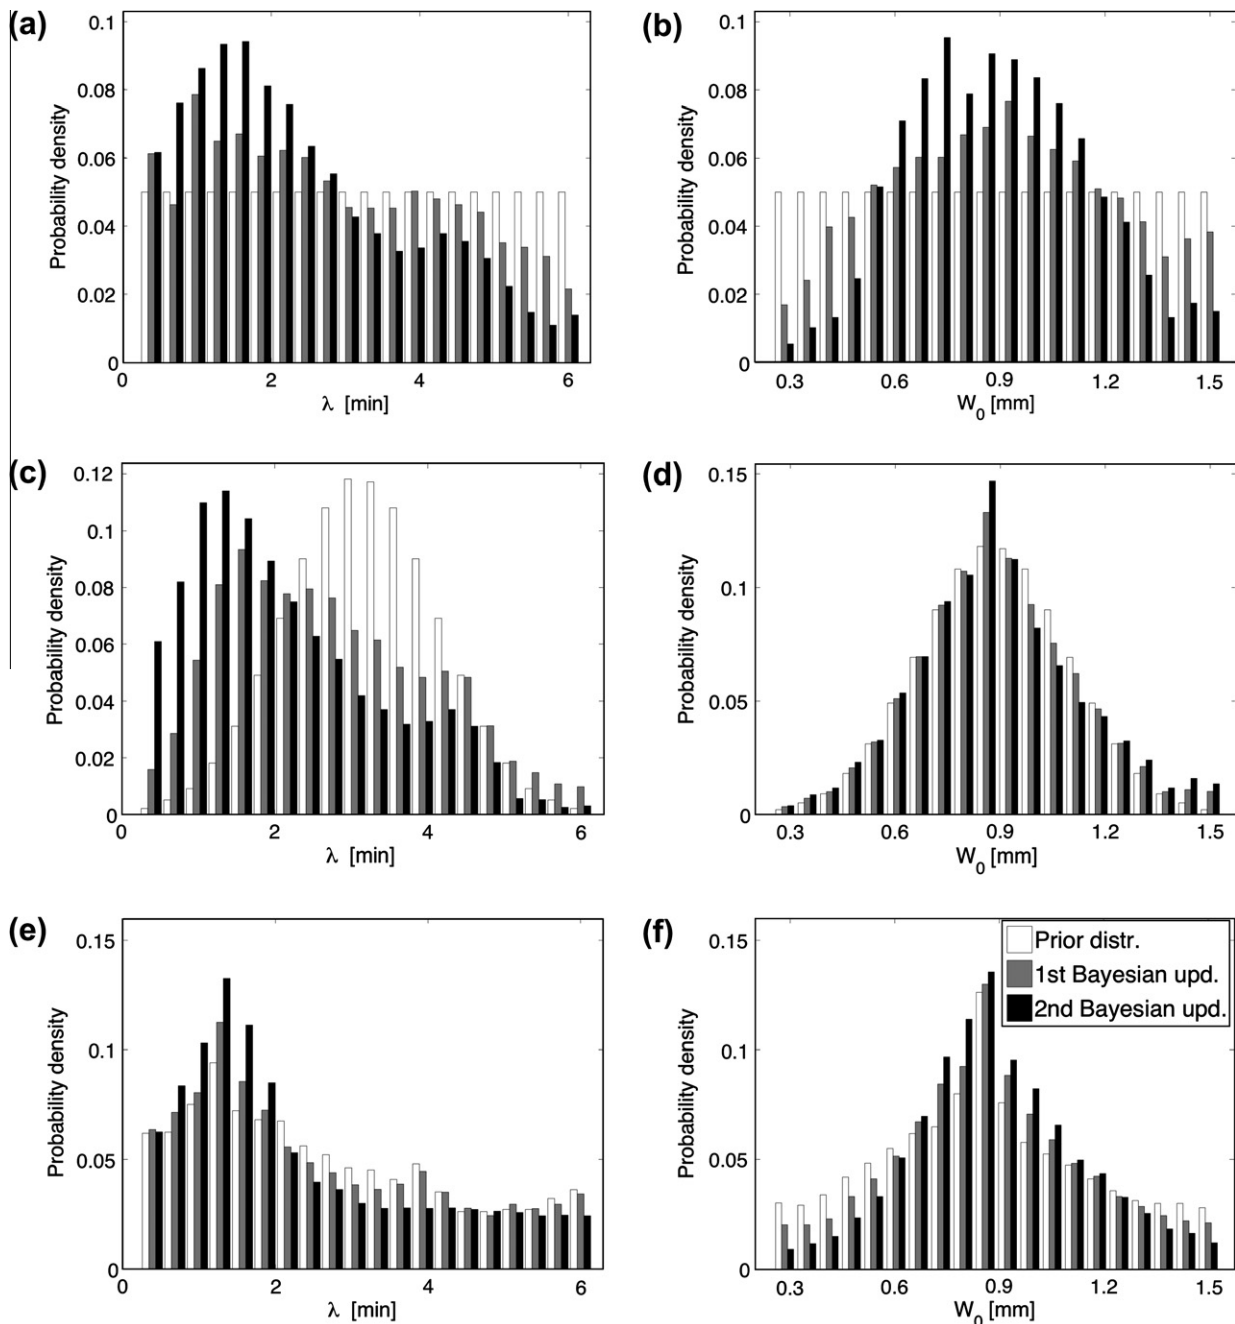 (a)
0.1
0.08
0.06
0.04
0.02
0
Probability density
0 2 4 6
λ [min]
(b)
0.1
0.08
0.06
0.04
0.02
0
Probability density
0.3 0.6 0.9 1.2 1.5
W0 [mm]
(c)
0.12
0.1
0.08
0.06
0.04
0.02
0
Probability density
0 2 4 6
λ [min]
(d)
0.15
0.1
0.05
0
Probability density
0.3 0.6 0.9 1.2 1.5
W0 [mm]
(e)
0.15
0.1
0.05
0
Probability density
0 2 4 6
λ [min]
(f)
0.15
0.1
0.05
0
Probability density
Prior distr.
1st Bayesian upd.
2nd Bayesian upd.
0.3 0.6 0.9 1.2 1.5
W0 [mm]